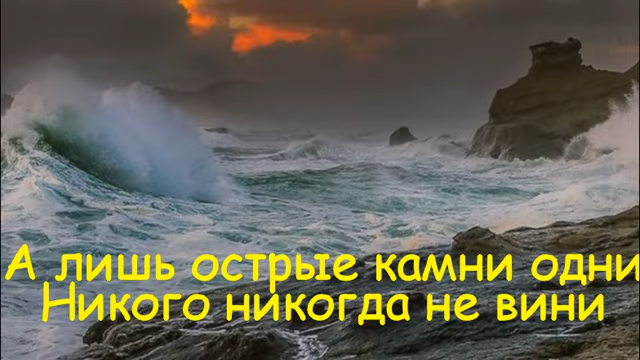 А лишь острые камни одни
Никого никогда не вини